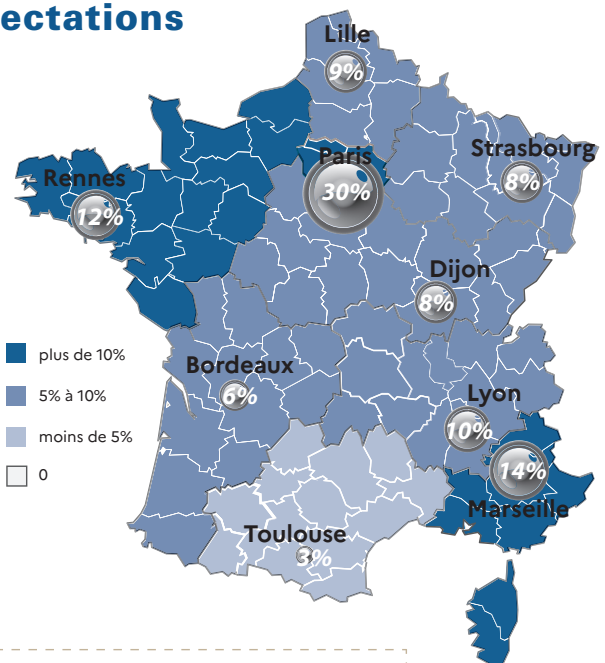 ectations
Lille
9%
Paris
30%
Strasbourg
8%
Rennes
12%
Dijon
8%
plus de 10%
5% à 10%
moins de 5%
0
Bordeaux
6%
Lyon
10%
14%
Marseille
Toulouse
3%